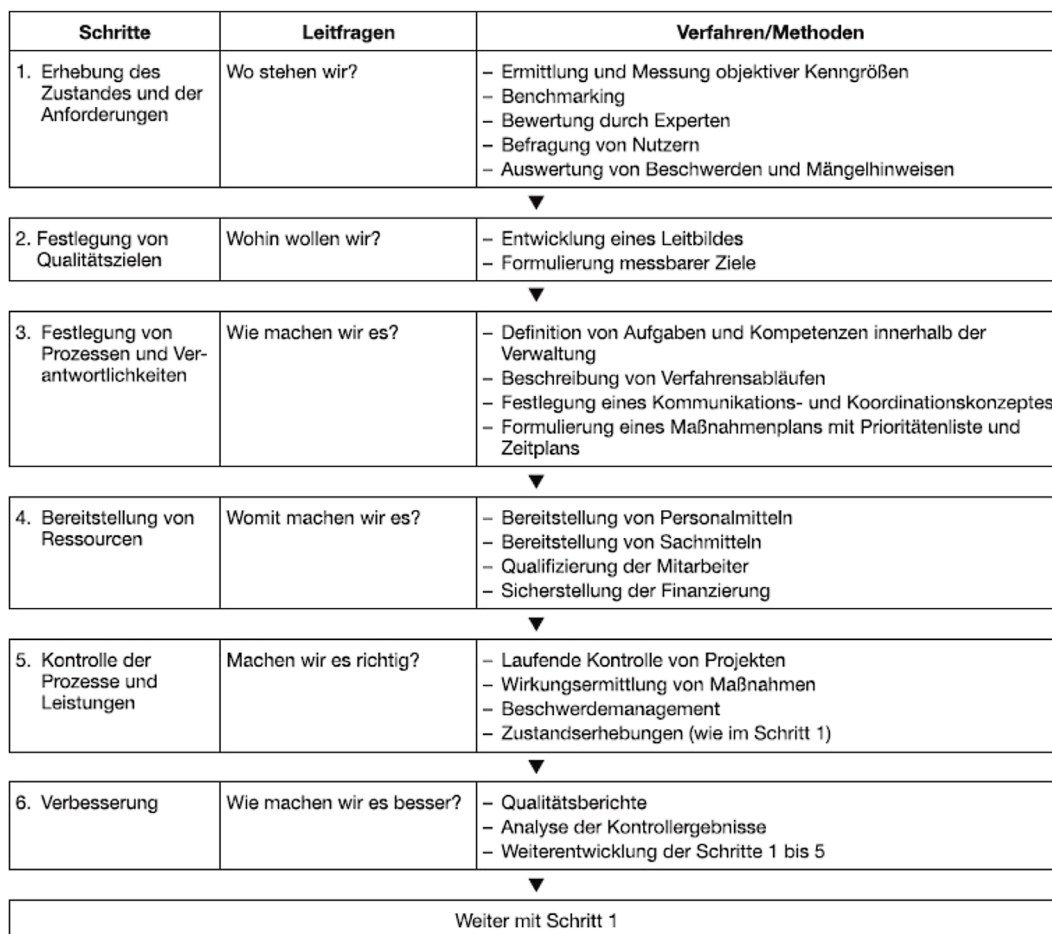 Schritte
Leitfragen
Verfahren/Methoden
1. Erhebung des
Zustandes und der
Anforderungen
Wo stehen wir?
– Ermittlung und Messung objektiver Kenngrößen
– Benchmarking
– Bewertung durch Experten
– Befragung von Nutzern
– Auswertung von Beschwerden und Mängelhinweisen
▼
2. Festlegung von
Qualitätszielen
Wohin wollen wir?
– Entwicklung eines Leitbildes
– Formulierung messbarer Ziele
▼
3. Festlegung von
Prozessen und Ver-
antwortlichkeiten
Wie machen wir es?
– Definition von Aufgaben und Kompetenzen innerhalb der
Verwaltung
– Beschreibung von Verfahrensabläufen
– Festlegung eines Kommunikations- und Koordinationskonzeptes
– Formulierung eines Maßnahmenplans mit Prioritätenliste und
Zeitplans
▼
4. Bereitstellung von
Ressourcen
Womit machen wir es?
– Bereitstellung von Personalmitteln
– Bereitstellung von Sachmitteln
– Qualifizierung der Mitarbeiter
– Sicherstellung der Finanzierung
▼
5. Kontrolle der
Prozesse und
Leistungen
Machen wir es richtig?
– Laufende Kontrolle von Projekten
– Wirkungsermittlung von Maßnahmen
– Beschwerdemanagement
– Zustandserhebungen (wie im Schritt 1)
▼
6. Verbesserung
Wie machen wir es besser?
– Qualitätsberichte
– Analyse der Kontrollergebnisse
– Weiterentwicklung der Schritte 1 bis 5
▼
Weiter mit Schritt 1